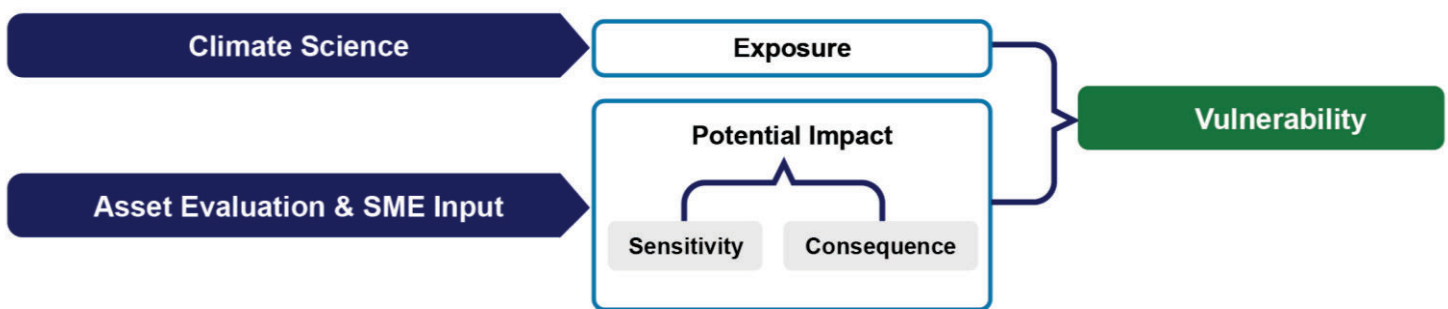 Climate Science
Exposure
Vulnerability
Potential Impact
Asset Evaluation & SME Input
Sensitivity
Consequence